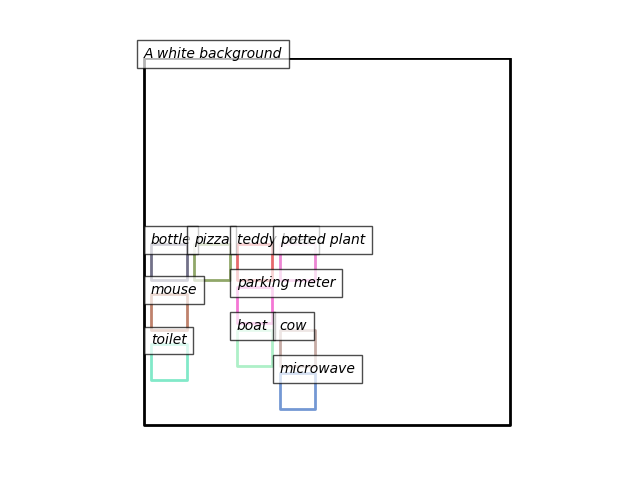 A white background
bottle
pizza
teddy
potted plant
mouse
parking meter
toilet
boat
cow
microwave